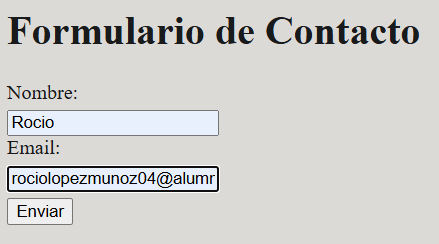 Formulario de Contacto
Nombre:
Rocio
Email:
rociolopezmunoz04@alumr
Enviar